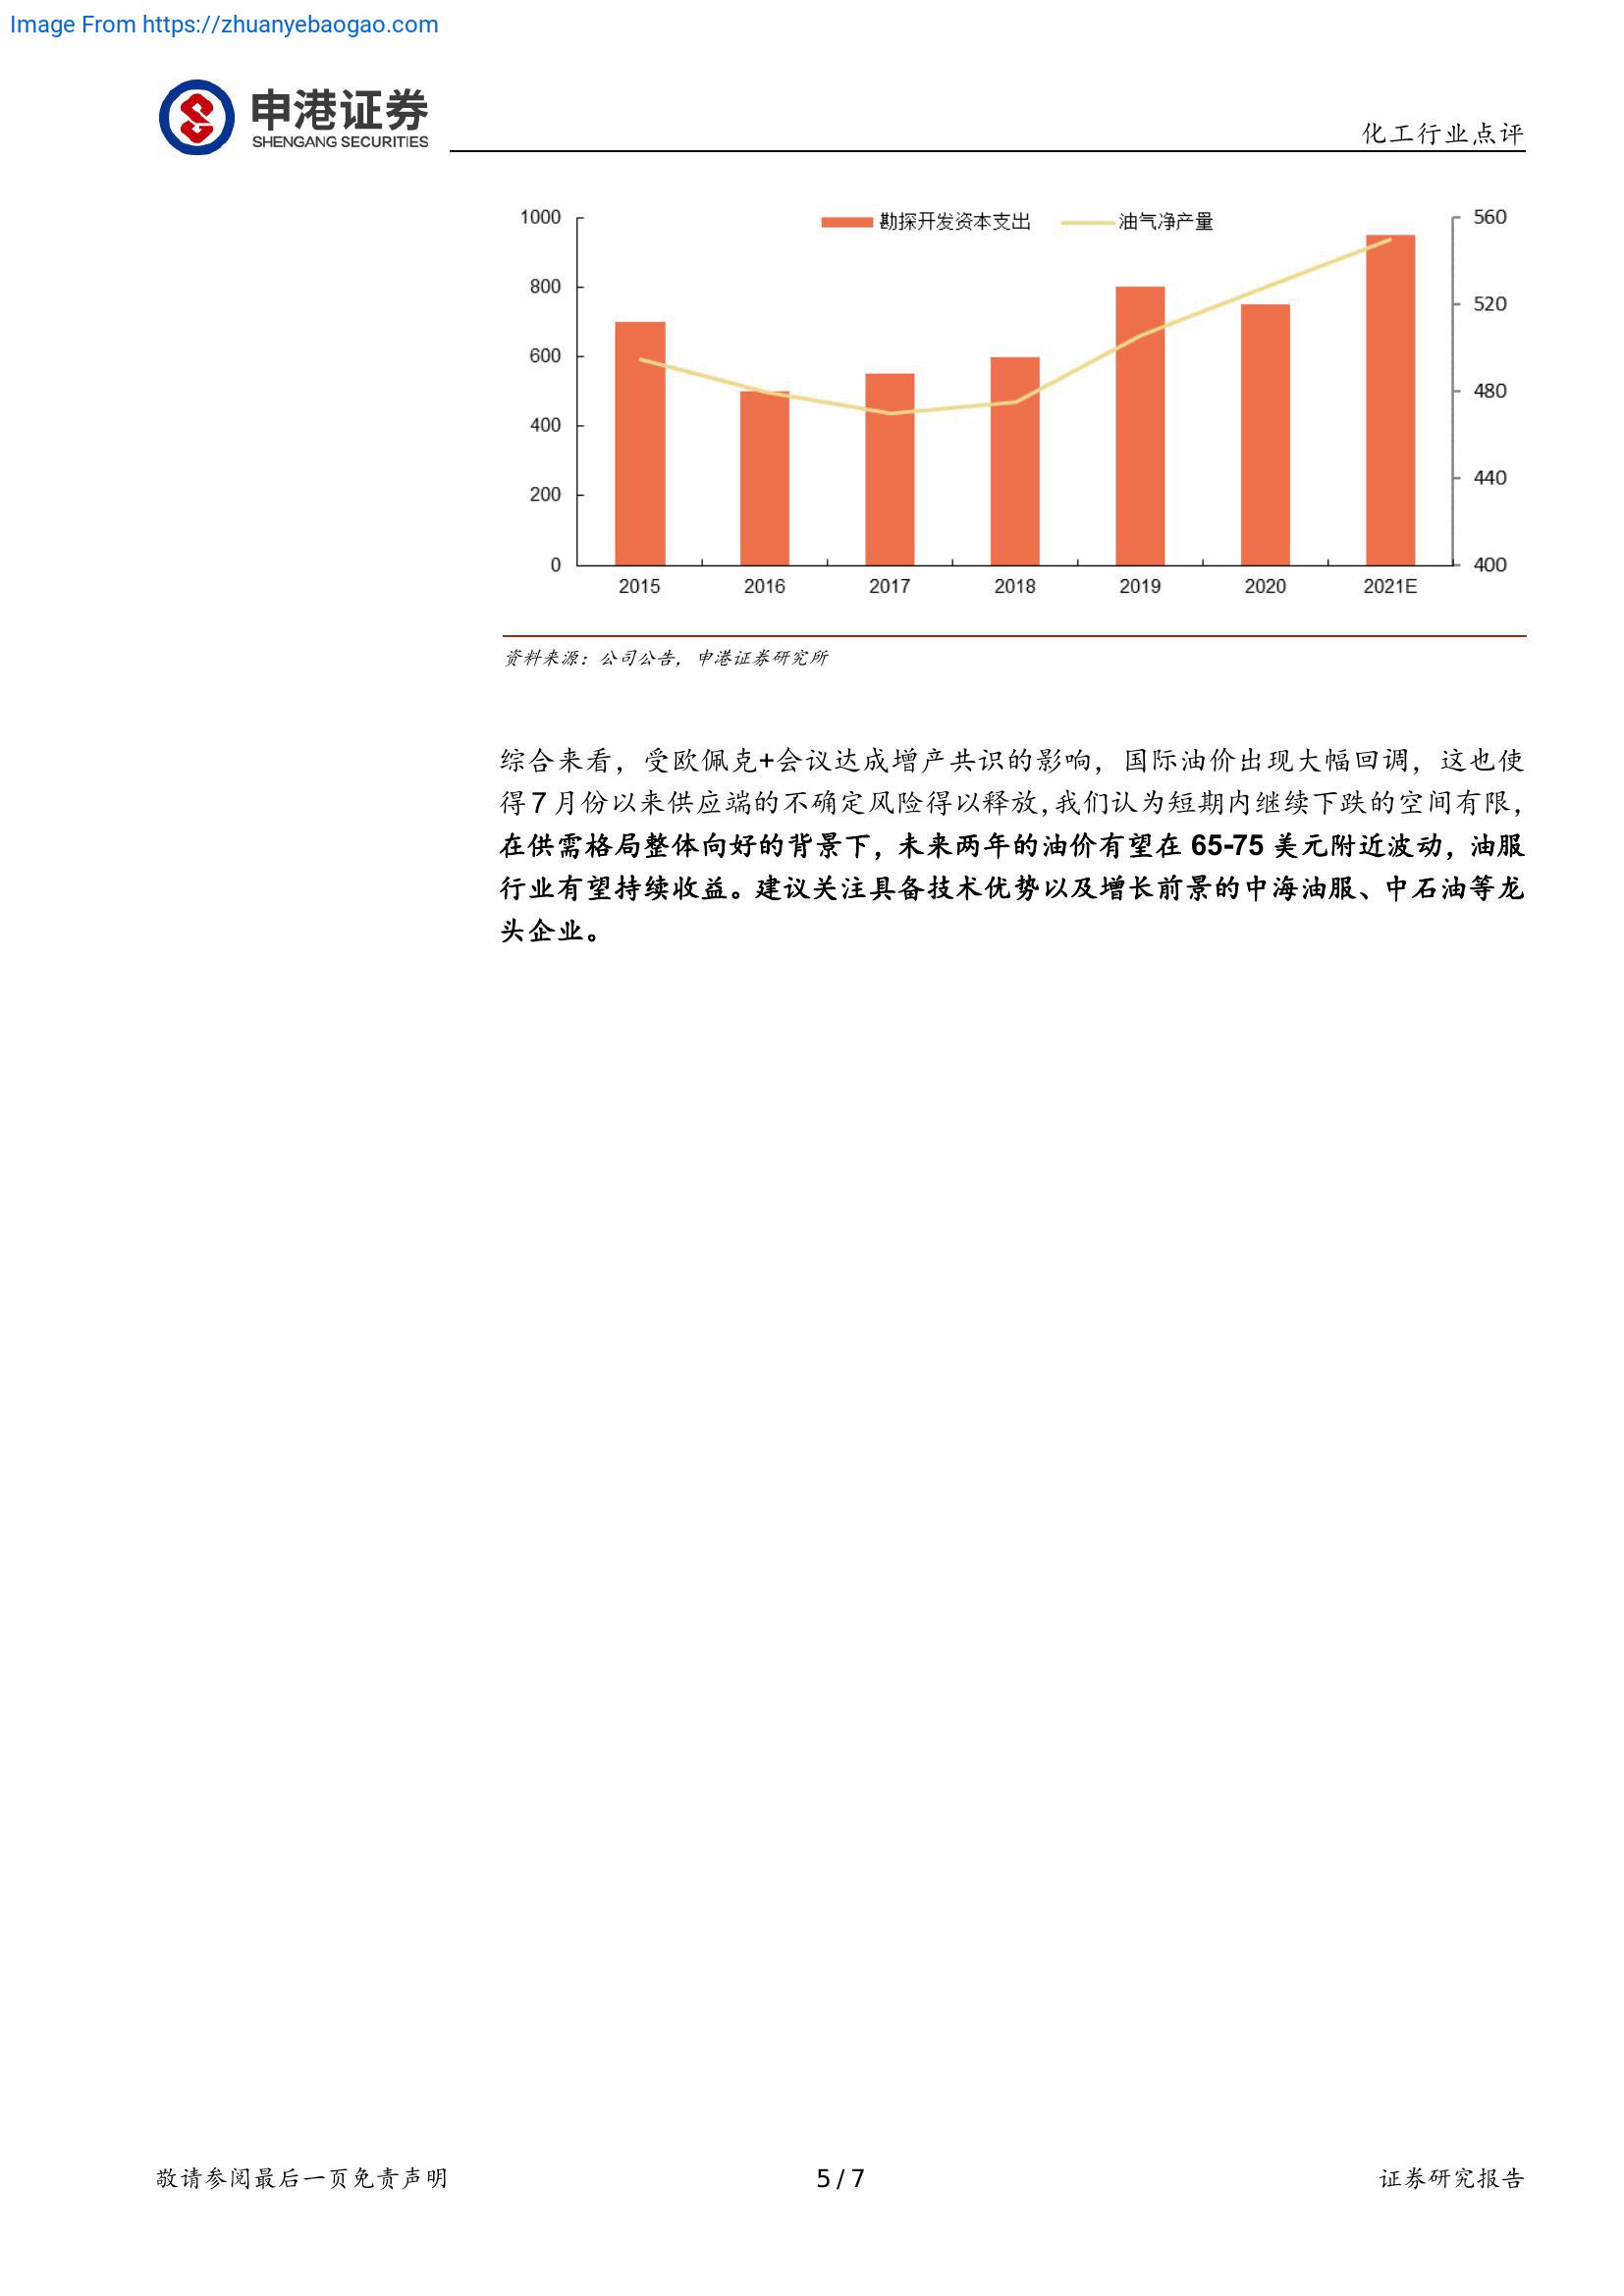 Image From https://zhuanyebaogao.com
申港证券
SHENGANG SECURITIES
化工行业点评
勘探开发资本支出 油气净产量
1000
800
600
400
200
0
560
520
480
440
400
2015 2016 2017 2018 2019 2020 2021E
资料来源：公司公告，申港证券研究所
综合来看，受欧佩克+会议达成增产共识的影响，国际油价出现大幅回调，这也使
得 7 月份以来供应端的不确定风险得以释放，我们认为短期内继续下跌的空间有限，
在供需格局整体向好的背景下，未来两年的油价有望在 65-75 美元附近波动，油服
行业有望持续收益。建议关注具备技术优势以及增长前景的中海油服、中石油等龙
头企业。
敬请参阅最后一页免责声明
5 / 7
证券研究报告